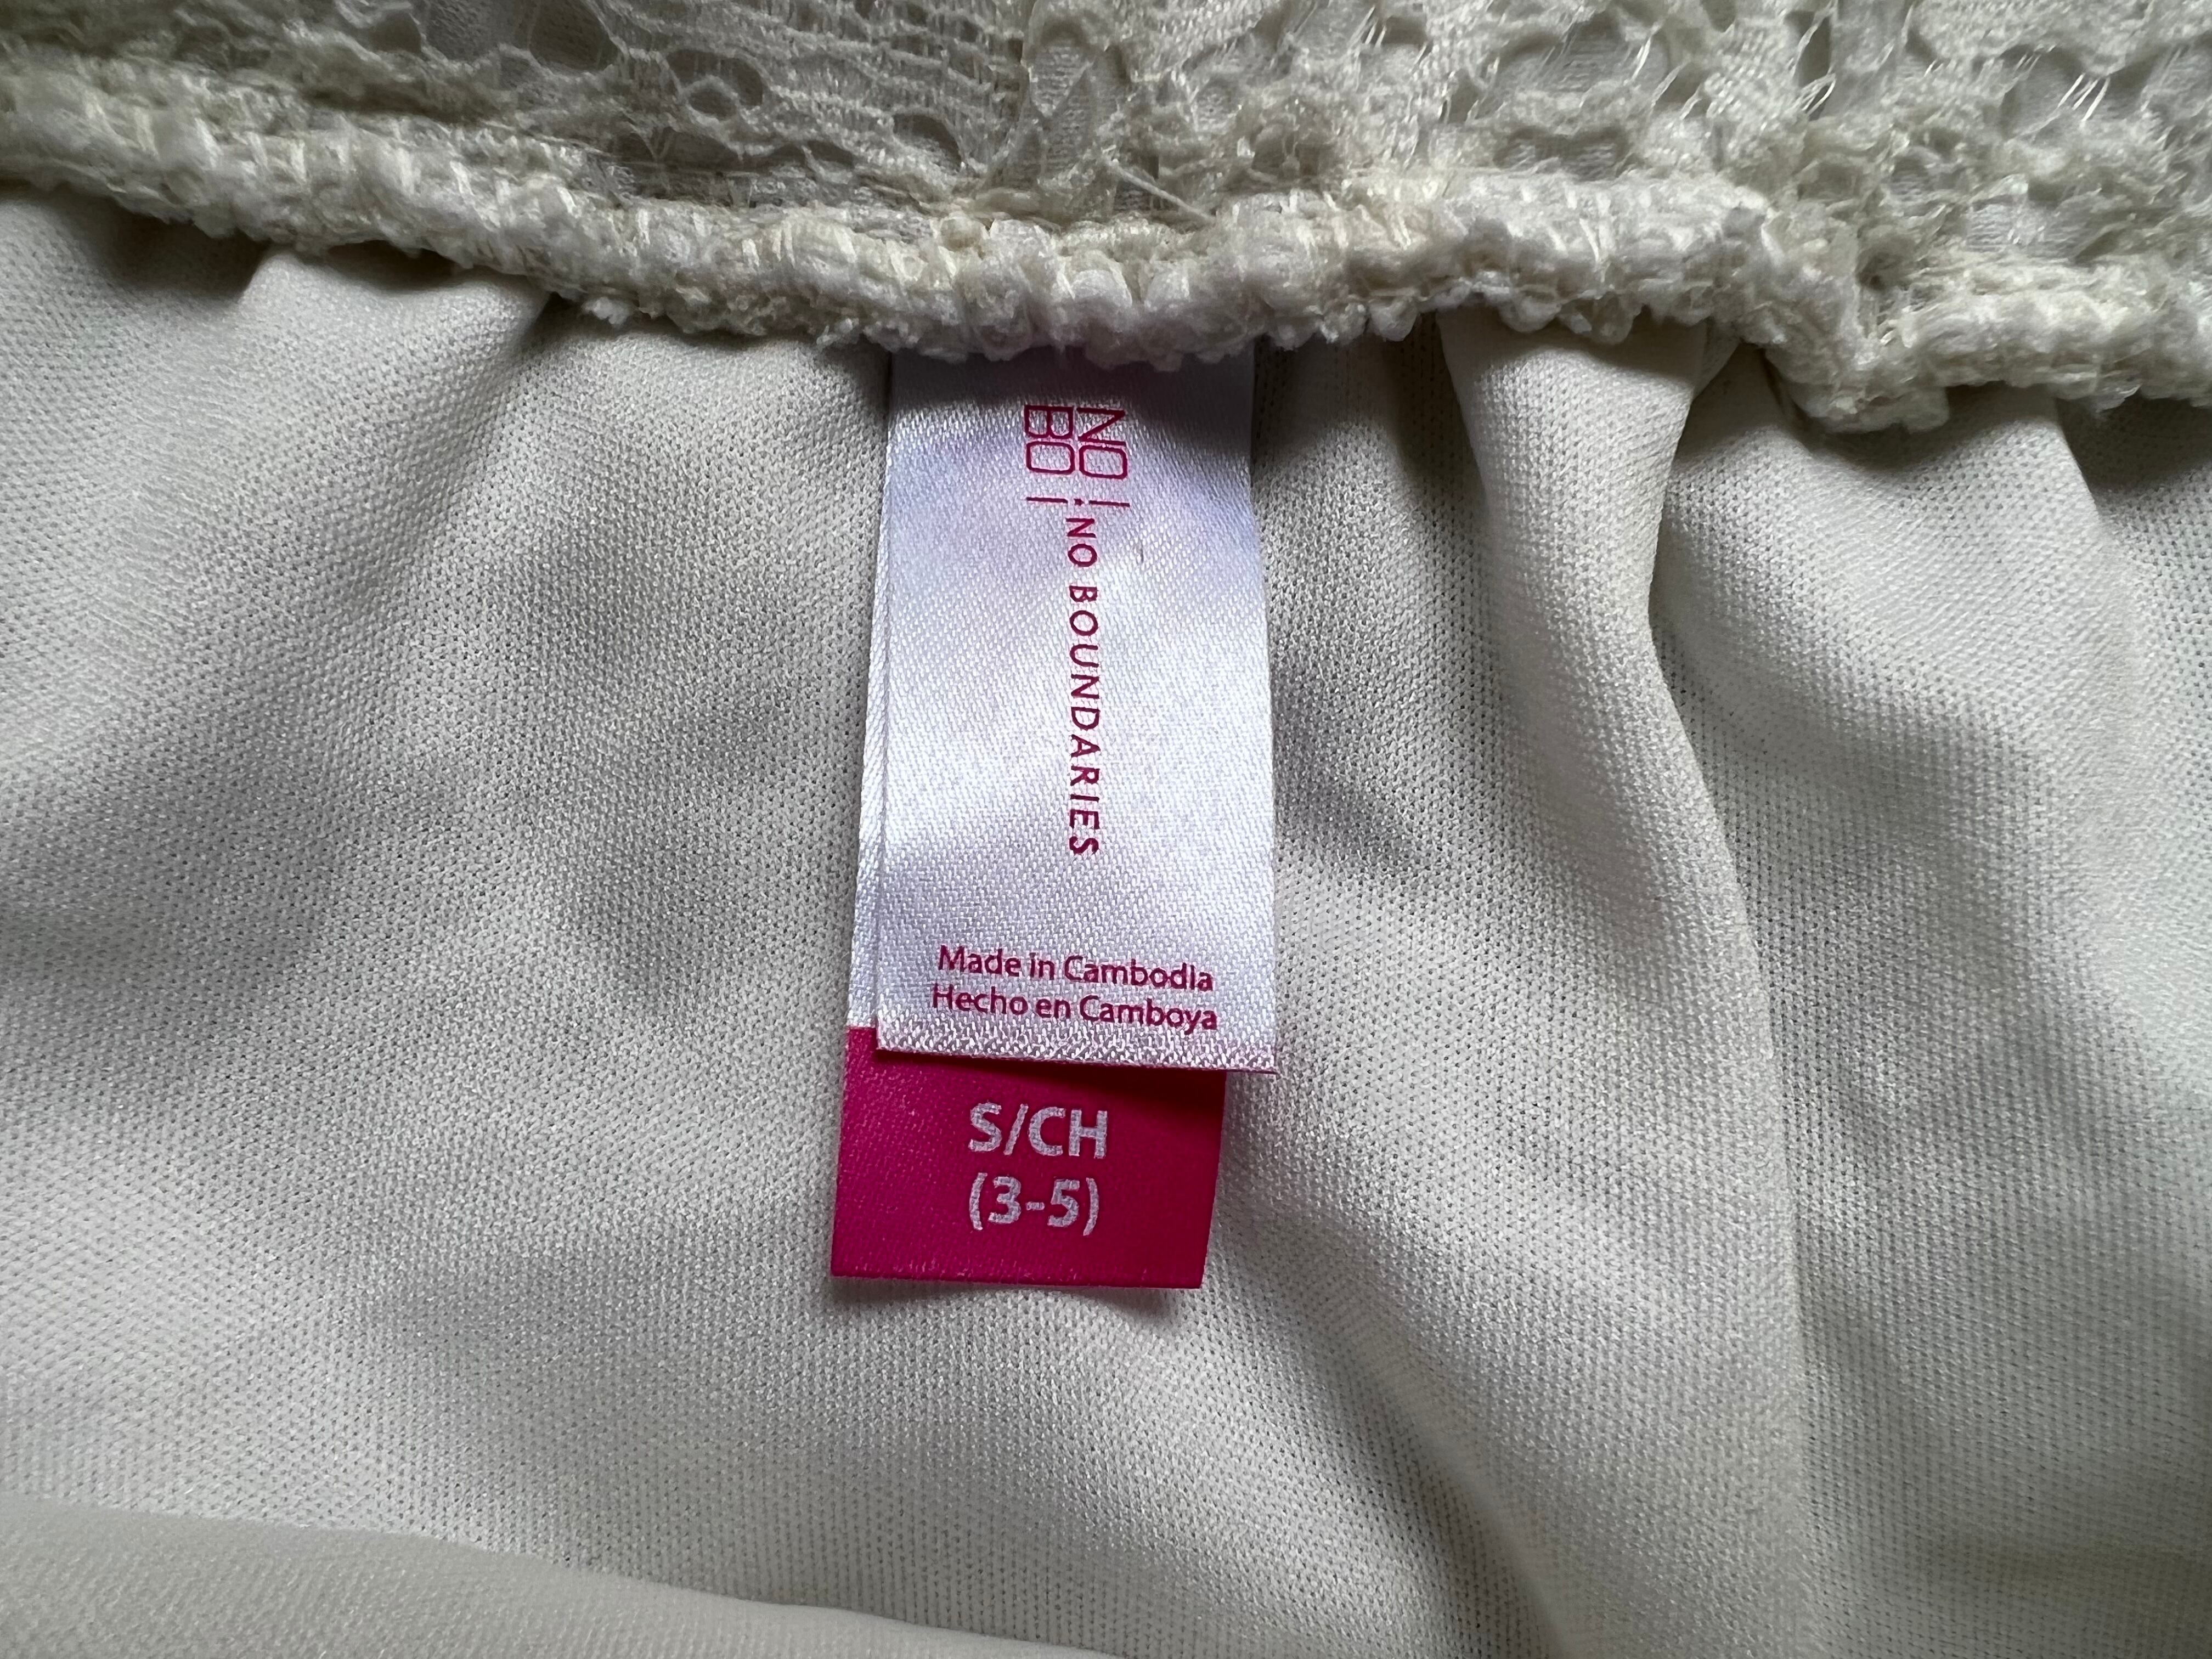 NO!
BO!
NO BOUNDARIES
Made in Cambodia
Hecho en Camboya
S/CH
(3-5)